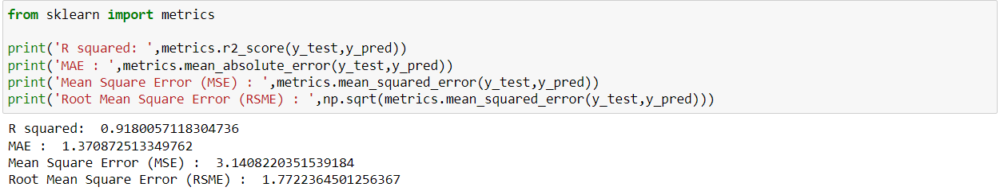 from sklearn import metrics
print('R squared: ',metrics.r2_score(y_test,y_pred))
print('MAE : ',metrics.mean_absolute_error(y_test,y_pred))
print('Mean Square Error (MSE) : ',metrics.mean_squared_error(y_test,y_pred))
print('Root Mean Square Error (RSME) : ',np.sqrt(metrics.mean_squared_error(y_test,y_pred)))
R squared:  0.9180057118304736
MAE :  1.370872513349762
Mean Square Error (MSE) :  3.1408220351539184
Root Mean Square Error (RSME) :  1.7722364501256367